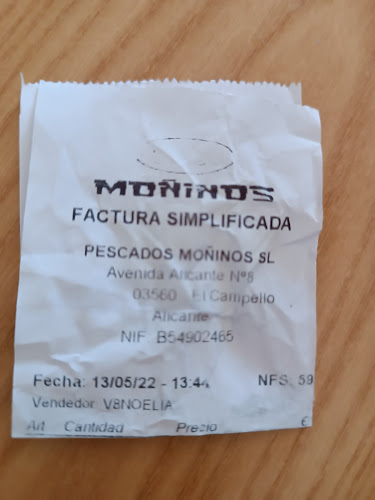 MOÑINOS
FACTURA SIMPLIFICADA
PESCADOS MOÑINOS SL
Avenida Alicante Nº8
03560 El Campello
Alicante
NIF: B54902465
Fecha: 13/05/22 - 13:44 NFS: 59
Vendedor V8NOELIA
Art Cantidad Precio €